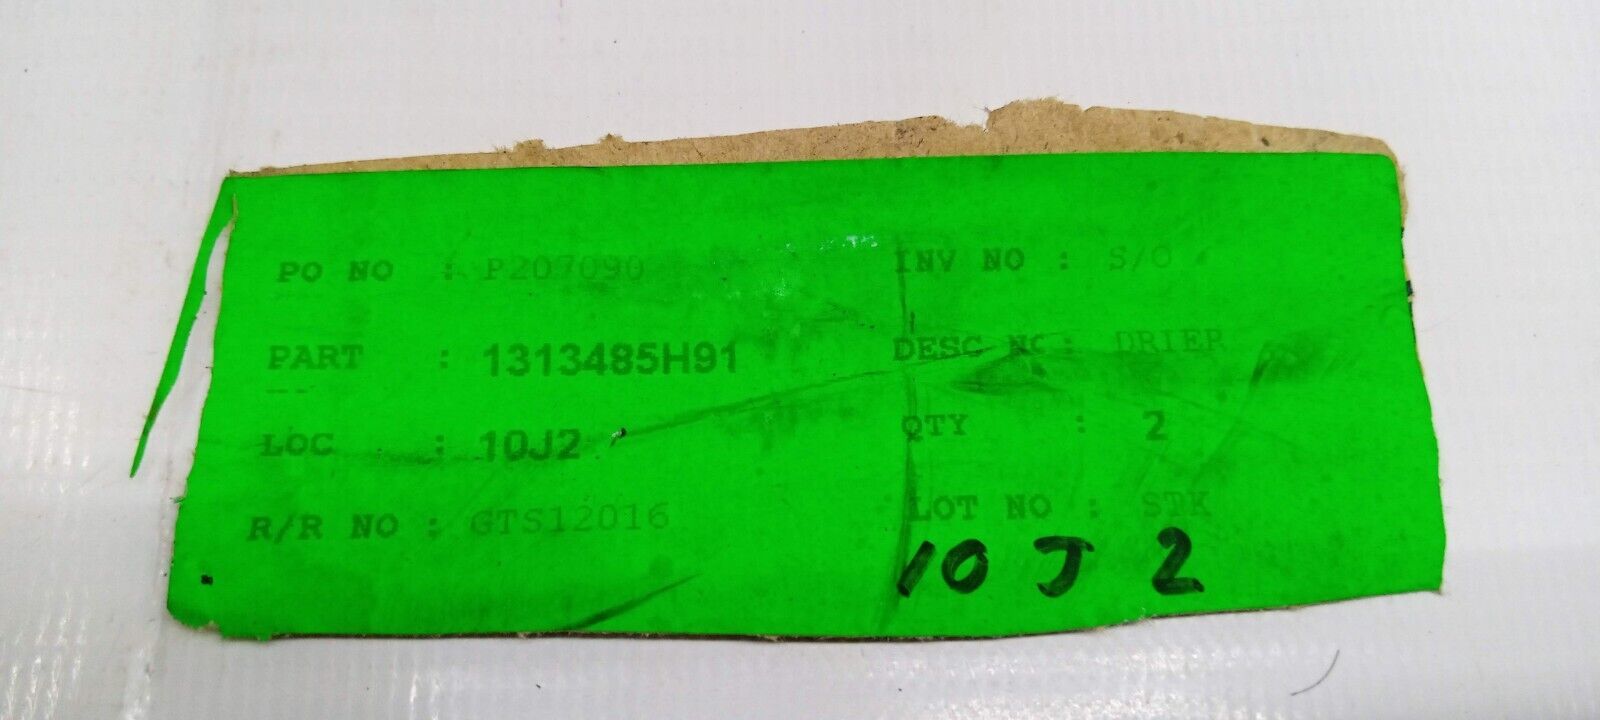 PO NO : P207090 INV NO : S/O
PART : 1313485H91 DESC NO : DRIER
--
LOC : 10J2 QTY : 2
R/R NO : GTS12016 LOT NO : STK
10 J 2